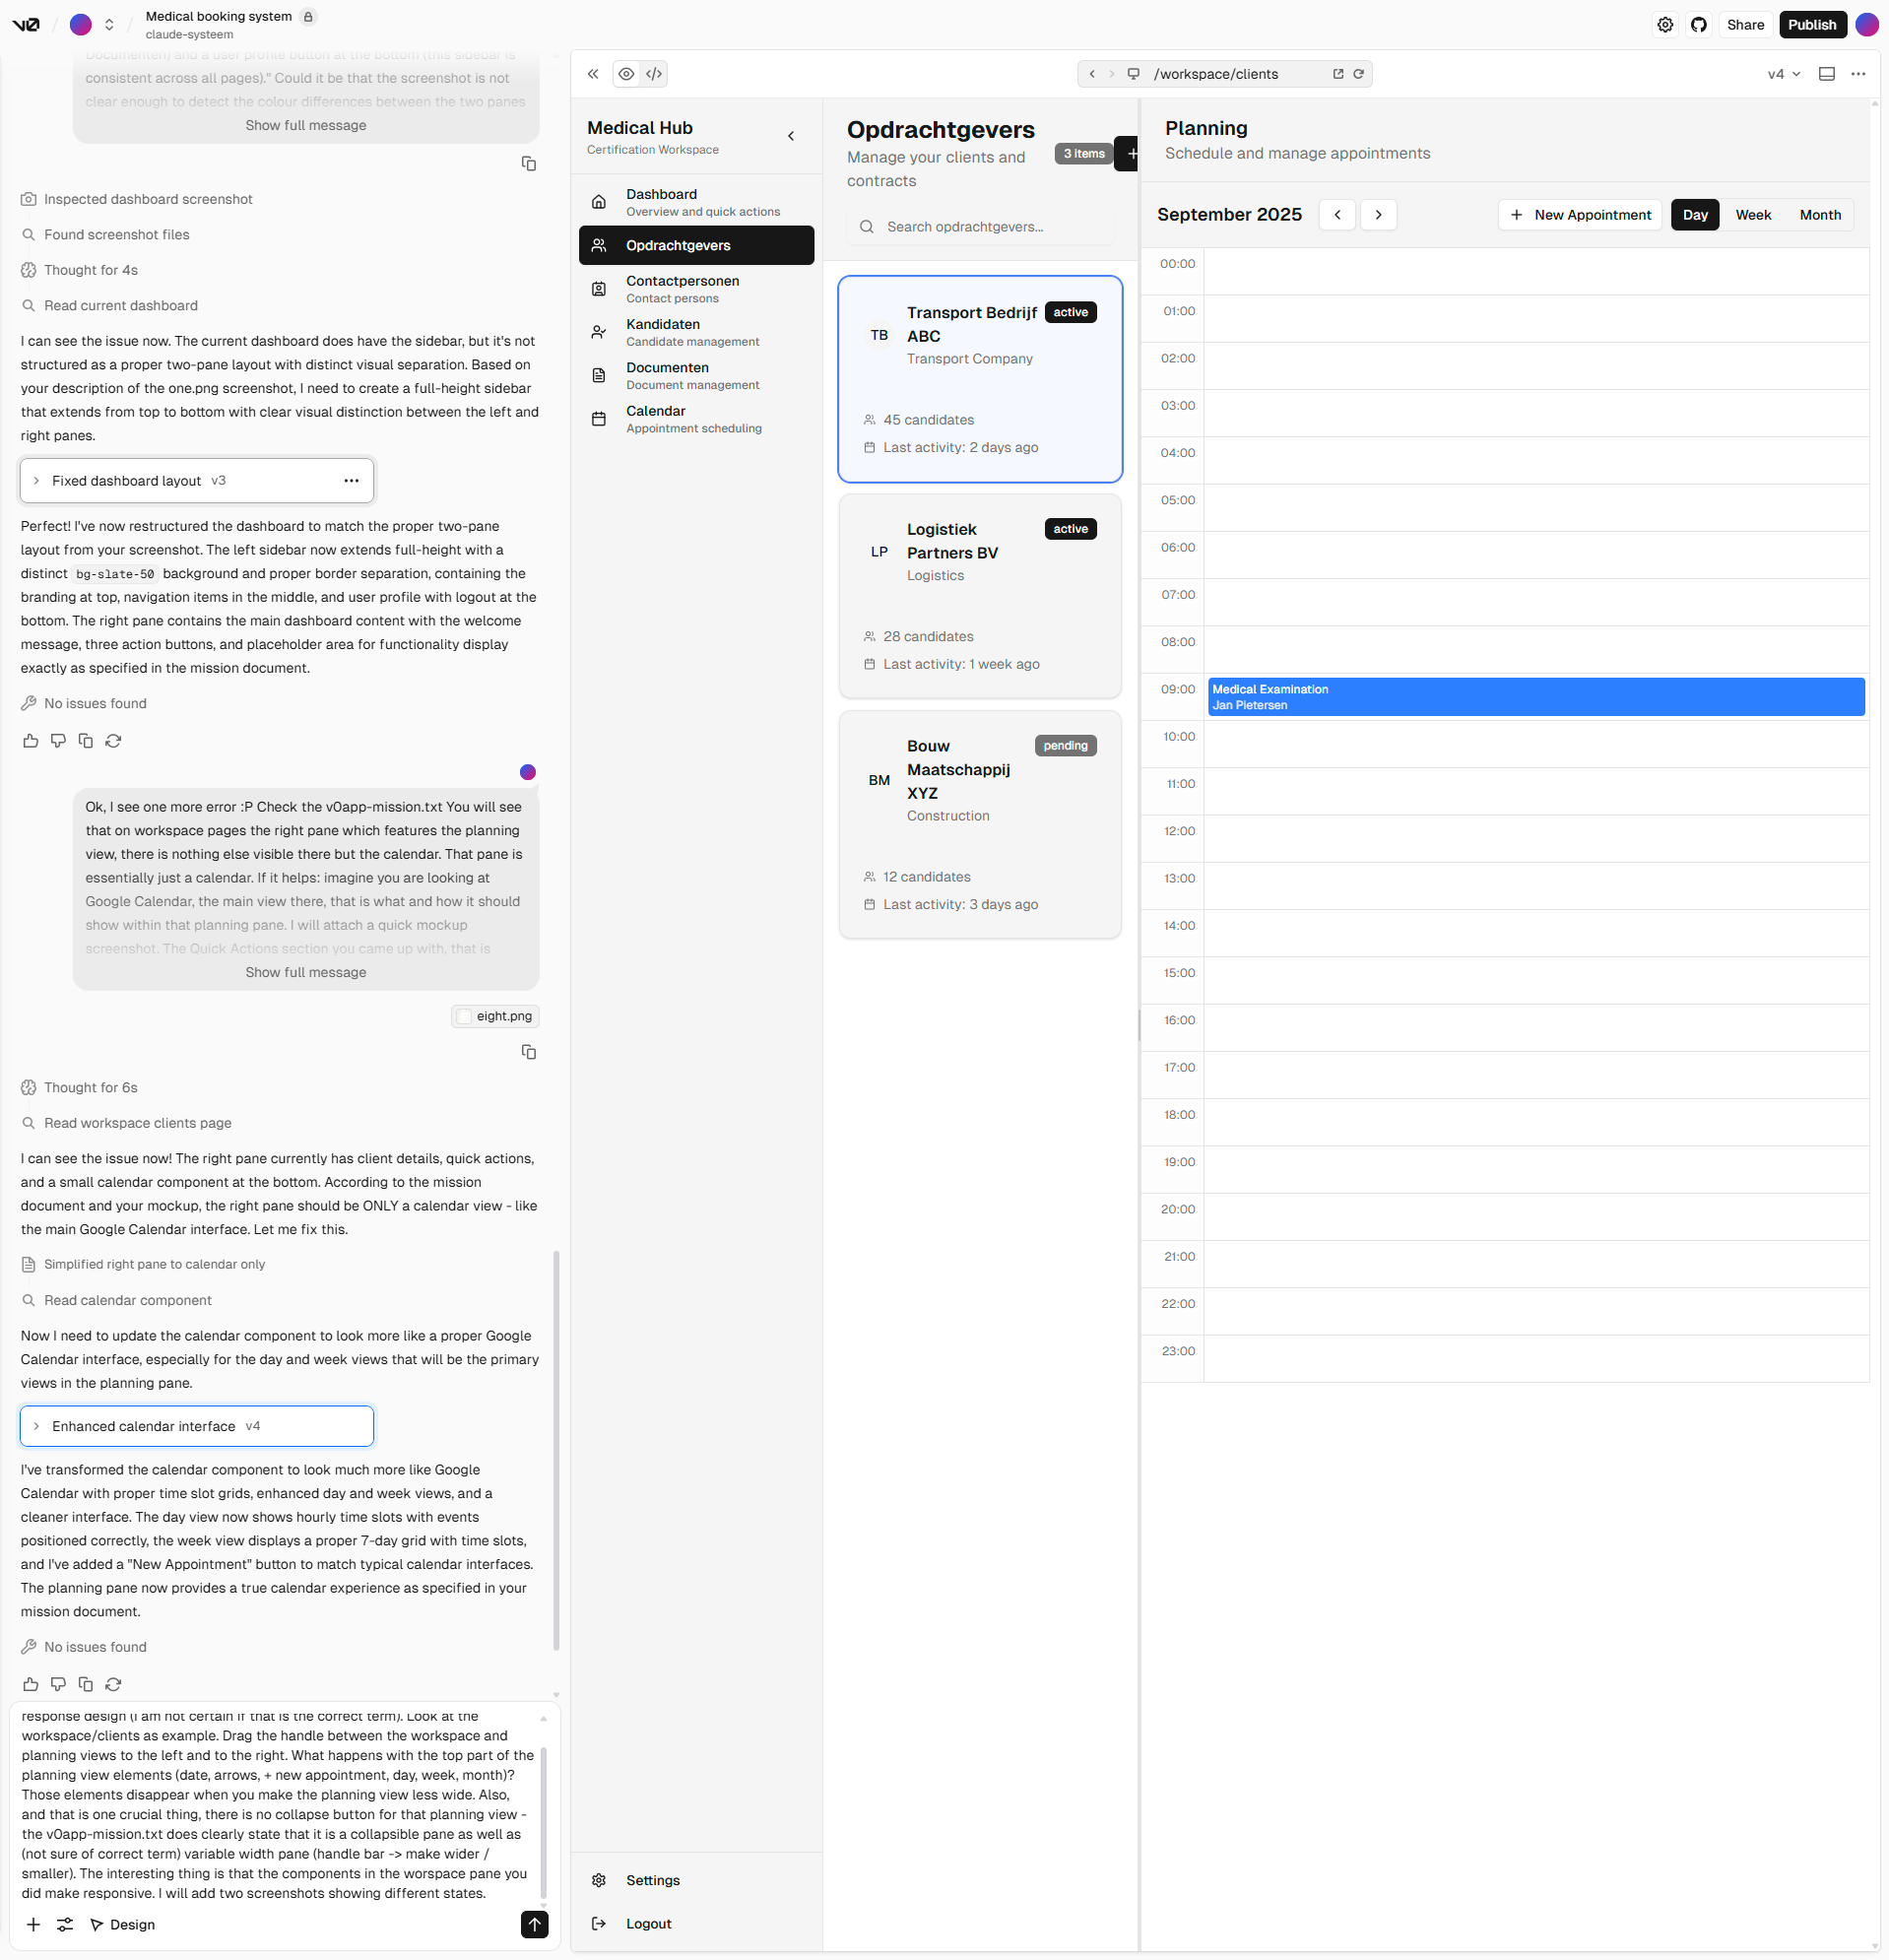 v0
Medical booking system
claude-systeem
Share
Publish
Documenten) and a user profile button at the bottom (this sidebar is
consistent across all pages)." Could it be that the screenshot is not
clear enough to detect the colour differences between the two panes
Show full message
Inspected dashboard screenshot
Found screenshot files
Thought for 4s
Read current dashboard
I can see the issue now. The current dashboard does have the sidebar, but it's not
structured as a proper two-pane layout with distinct visual separation. Based on
your description of the one.png screenshot, I need to create a full-height sidebar
that extends from top to bottom with clear visual distinction between the left and
right panes.
Fixed dashboard layout v3
Perfect! I've now restructured the dashboard to match the proper two-pane
layout from your screenshot. The left sidebar now extends full-height with a
distinct bg-slate-50 background and proper border separation, containing the
branding at top, navigation items in the middle, and user profile with logout at the
bottom. The right pane contains the main dashboard content with the welcome
message, three action buttons, and placeholder area for functionality display
exactly as specified in the mission document.
No issues found
Ok, I see one more error :P Check the v0app-mission.txt You will see
that on workspace pages the right pane which features the planning
view, there is nothing else visible there but the calendar. That pane is
essentially just a calendar. If it helps: imagine you are looking at
Google Calendar, the main view there, that is what and how it should
show within that planning pane. I will attach a quick mockup
screenshot. The Quick Actions section you came up with, that is
Show full message
eight.png
Thought for 6s
Read workspace clients page
I can see the issue now! The right pane currently has client details, quick actions,
and a small calendar component at the bottom. According to the mission
document and your mockup, the right pane should be ONLY a calendar view - like
the main Google Calendar interface. Let me fix this.
Simplified right pane to calendar only
Read calendar component
Now I need to update the calendar component to look more like a proper Google
Calendar interface, especially for the day and week views that will be the primary
views in the planning pane.
Enhanced calendar interface v4
I've transformed the calendar component to look much more like Google
Calendar with proper time slot grids, enhanced day and week views, and a
cleaner interface. The day view now shows hourly time slots with events
positioned correctly, the week view displays a proper 7-day grid with time slots,
and I've added a "New Appointment" button to match typical calendar interfaces.
The planning pane now provides a true calendar experience as specified in your
mission document.
No issues found
response design (I am not certain if that is the correct term). Look at the
workspace/clients as example. Drag the handle between the workspace and
planning views to the left and to the right. What happens with the top part of the
planning view elements (date, arrows, + new appointment, day, week, month)?
Those elements disappear when you make the planning view less wide. Also,
and that is one crucial thing, there is no collapse button for that planning view -
the v0app-mission.txt does clearly state that it is a collapsible pane as well as
(not sure of correct term) variable width pane (handle bar -> make wider /
smaller). The interesting thing is that the components in the worspace pane you
did make responsive. I will add two screenshots showing different states.
Design
/workspace/clients
v4
Medical Hub
Certification Workspace
Dashboard
Overview and quick actions
Opdrachtgevers
Contactpersonen
Contact persons
Kandidaten
Candidate management
Documenten
Document management
Calendar
Appointment scheduling
Settings
Logout
Opdrachtgevers
Manage your clients and
contracts
3 items
+
Search opdrachtgevers...
TB
Transport Bedrijf
ABC
active
Transport Company
45 candidates
Last activity: 2 days ago
LP
Logistiek
Partners BV
active
Logistics
28 candidates
Last activity: 1 week ago
BM
Bouw
Maatschappij
XYZ
pending
Construction
12 candidates
Last activity: 3 days ago
Planning
Schedule and manage appointments
September 2025
+ New Appointment
Day
Week
Month
00:00
01:00
02:00
03:00
04:00
05:00
06:00
07:00
08:00
09:00
Medical Examination
Jan Pietersen
10:00
11:00
12:00
13:00
14:00
15:00
16:00
17:00
18:00
19:00
20:00
21:00
22:00
23:00